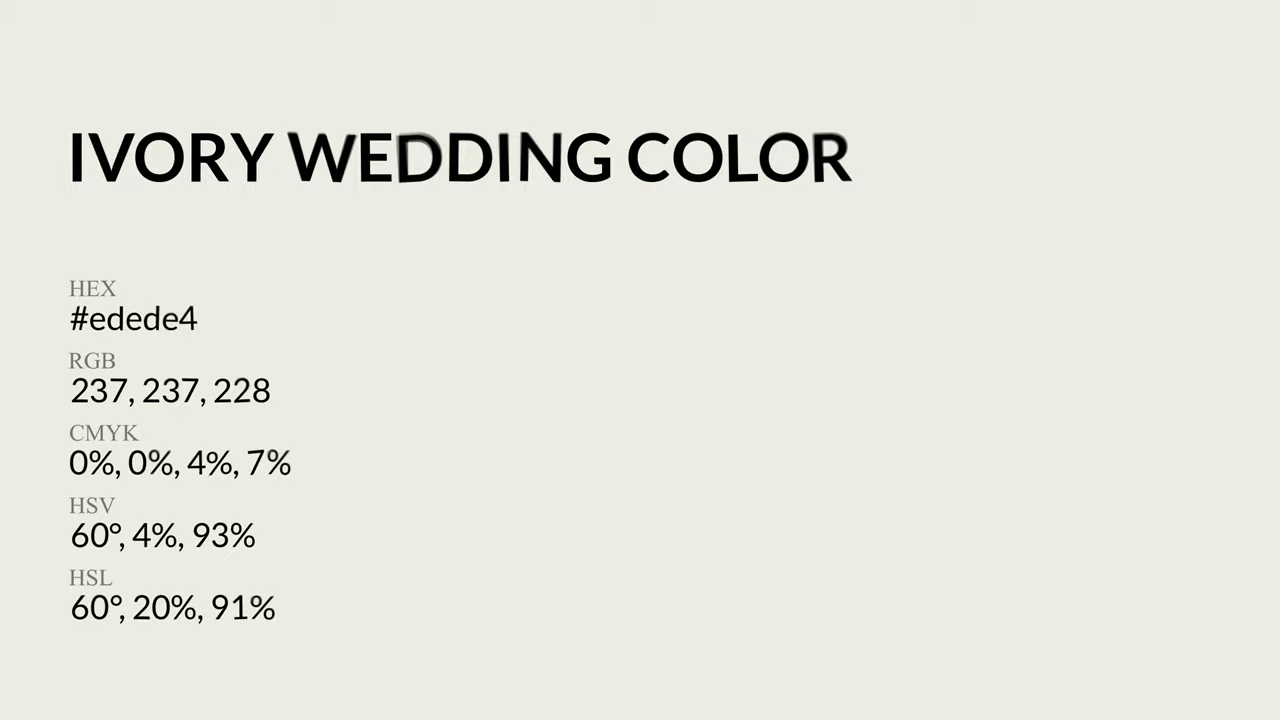 IVORY WEDDING COLOR
HEX
#edede4
RGB
237, 237, 228
CMYK
0%, 0%, 4%, 7%
HSV
60°, 4%, 93%
HSL
60°, 20%, 91%